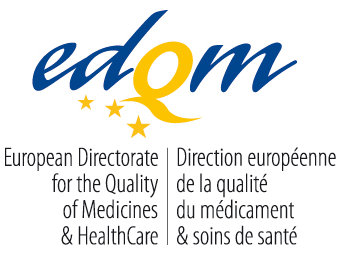 edQm
European Directorate
for the Quality
of Medicines
& HealthCare
Direction européenne
de la qualité
du médicament
& soins de santé